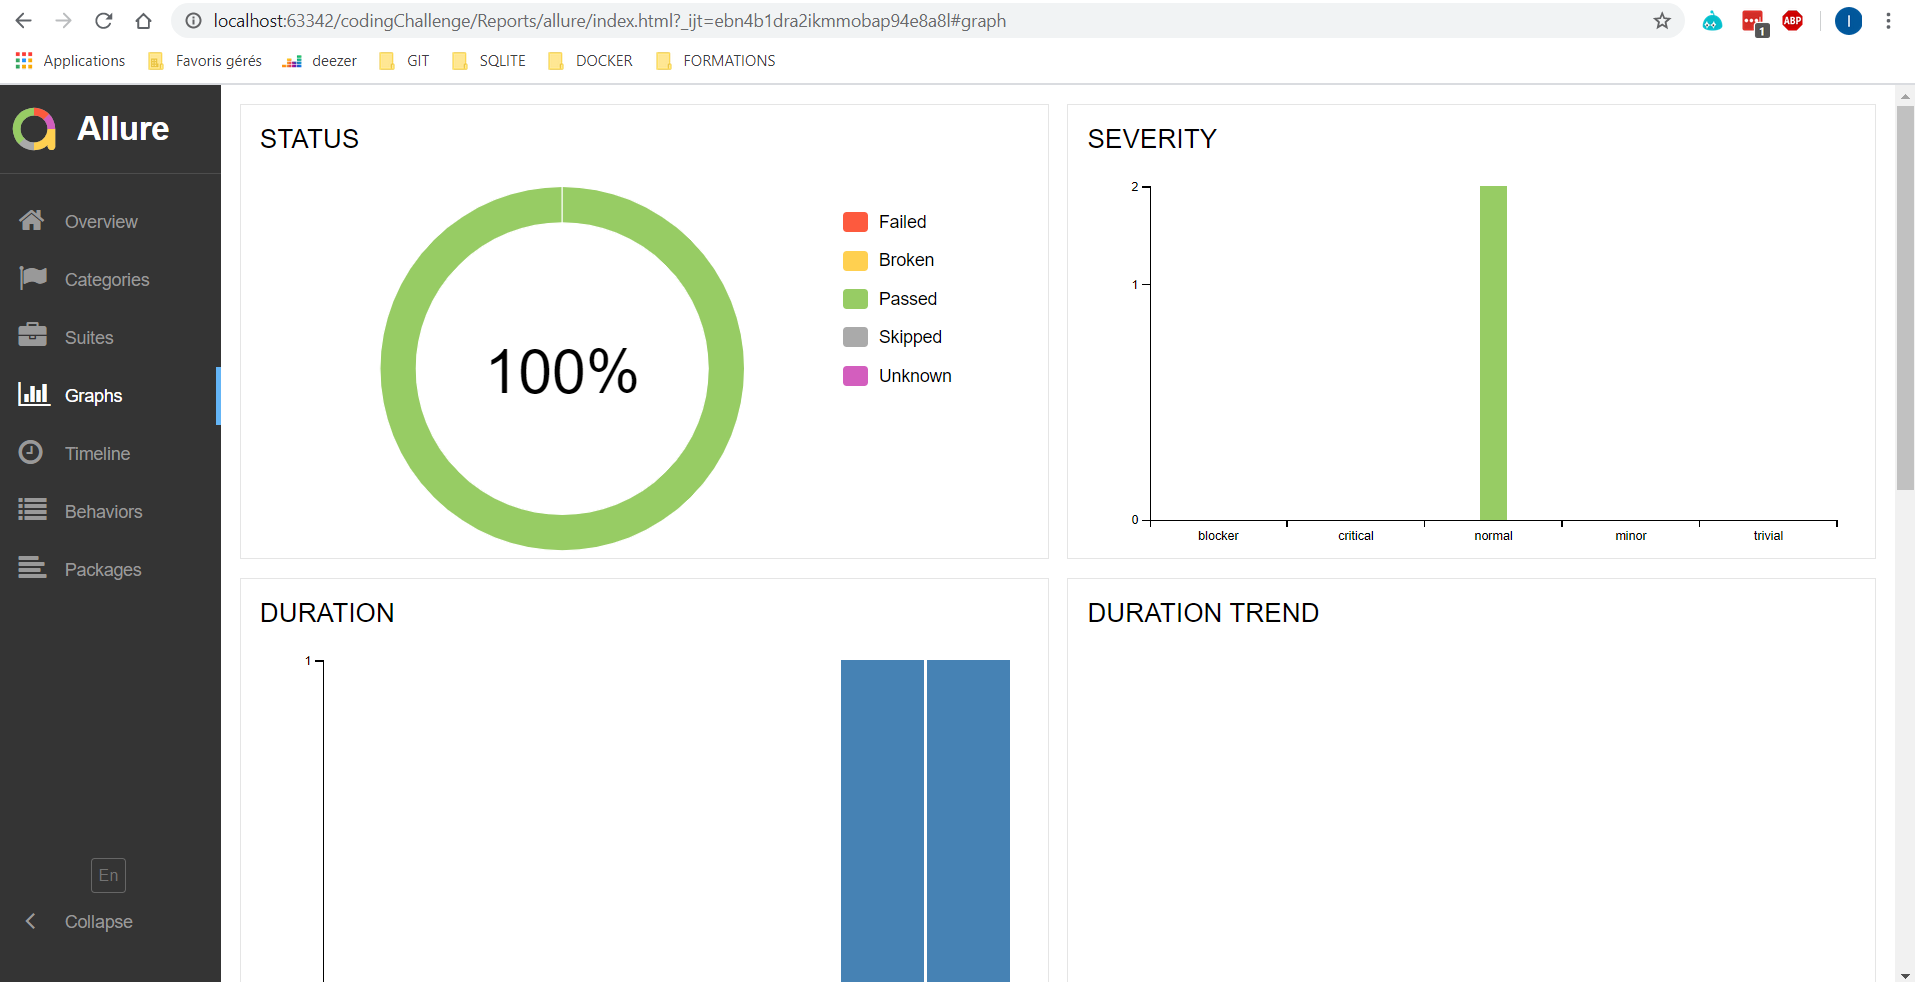 localhost:63342/codingChallenge/Reports/allure/index.html?_ijt=ebn4b1dra2ikmmobap94e8a8l#graph
1
ABP
I
Applications
Favoris gérés
deezer
GIT
SQLITE
DOCKER
FORMATIONS
Allure
Overview
Categories
Suites
Graphs
Timeline
Behaviors
Packages
En
Collapse
STATUS
100%
Failed
Broken
Passed
Skipped
Unknown
SEVERITY
2
1
0
blocker
critical
normal
minor
trivial
DURATION
1
DURATION TREND